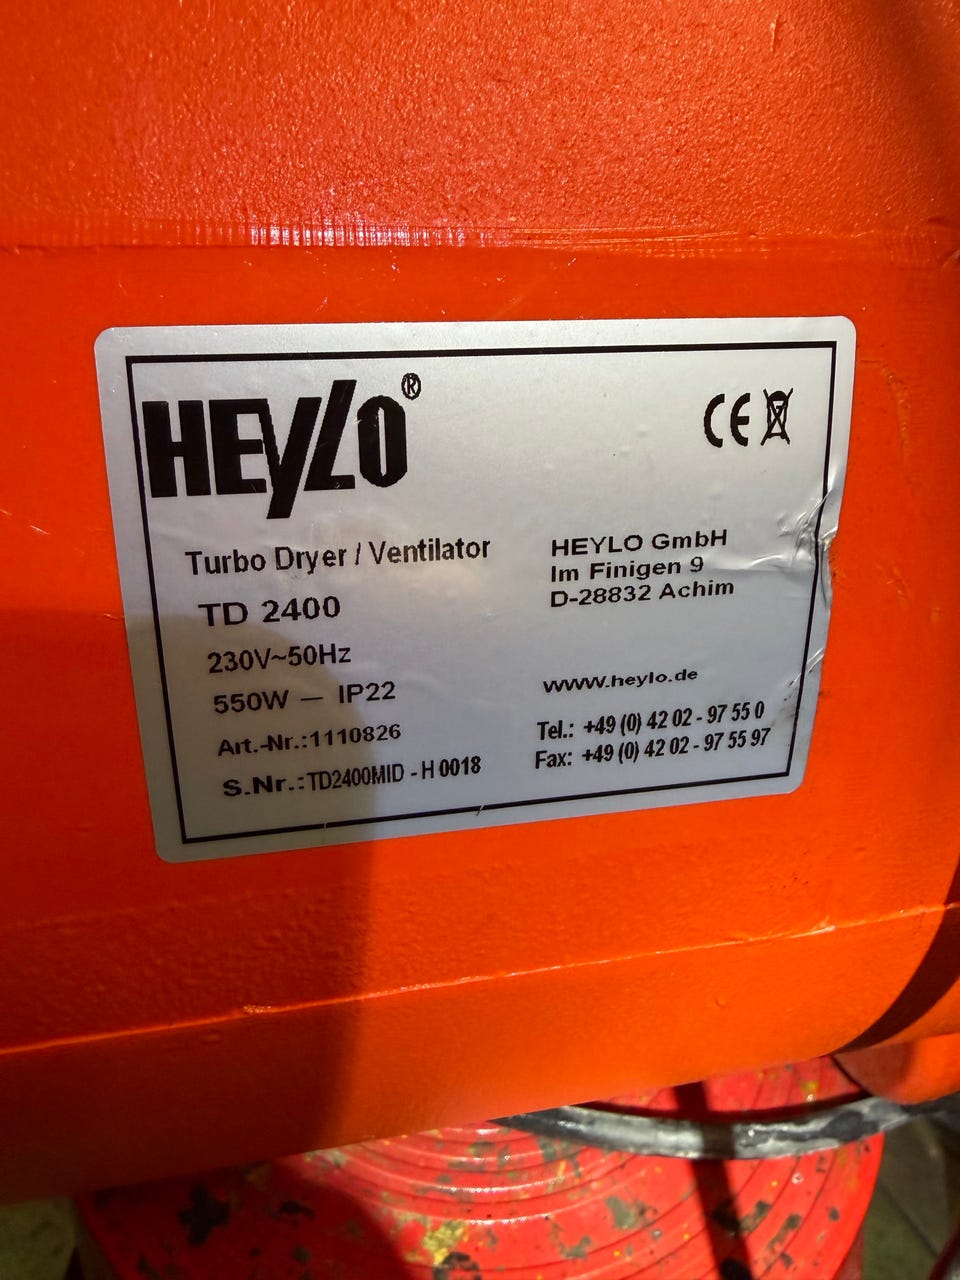 HEYLO®
CE
Turbo Dryer / Ventilator
TD 2400
230V~50Hz
550W — IP22
Art.-Nr.:1110826
S.Nr.:TD2400MID - H 0018
HEYLO GmbH
Im Finigen 9
D-28832 Achim
www.heylo.de
Tel.: +49 (0) 42 02 - 97 55 0
Fax: +49 (0) 42 02 - 97 55 97